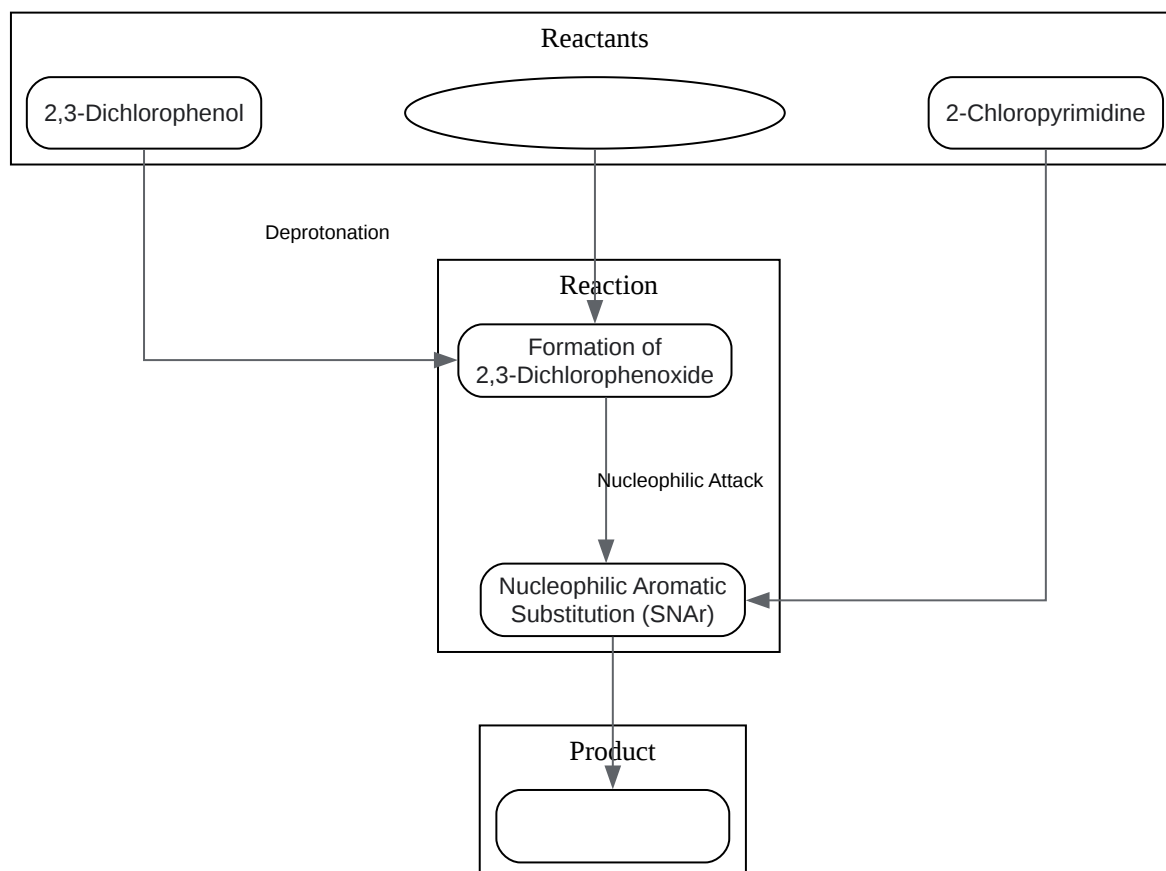 Reactants
2,3-Dichlorophenol
2-Chloropyrimidine
Deprotonation
Reaction
Formation of
2,3-Dichlorophenoxide
Nucleophilic Attack
Nucleophilic Aromatic
Substitution (SNAr)
Product